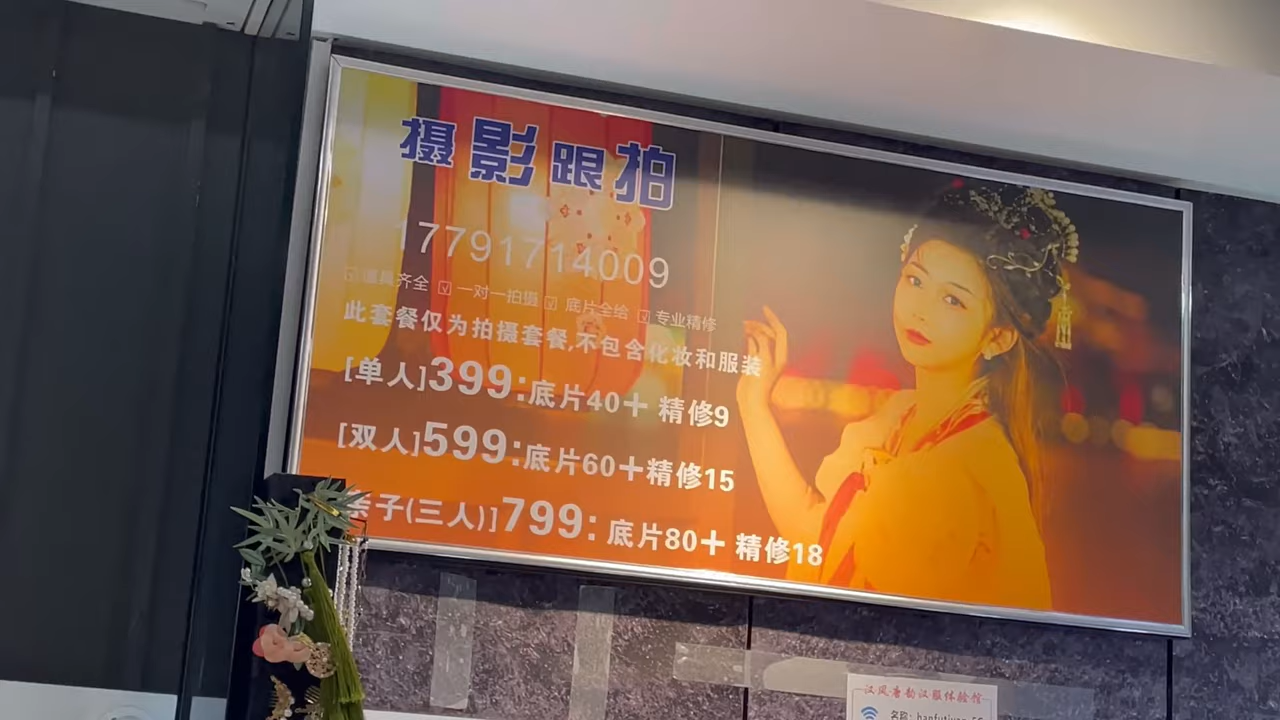 摄影跟拍
17791714009
☑道具齐全 ☑一对一拍摄 ☑底片全给 ☑专业精修
此套餐仅为拍摄套餐,不包含化妆和服装
[单人]399:底片40+ 精修9
[双人]599:底片60+精修15
亲子(三人)]799: 底片80+ 精修18
汉风唐韵汉服体验馆
名称: